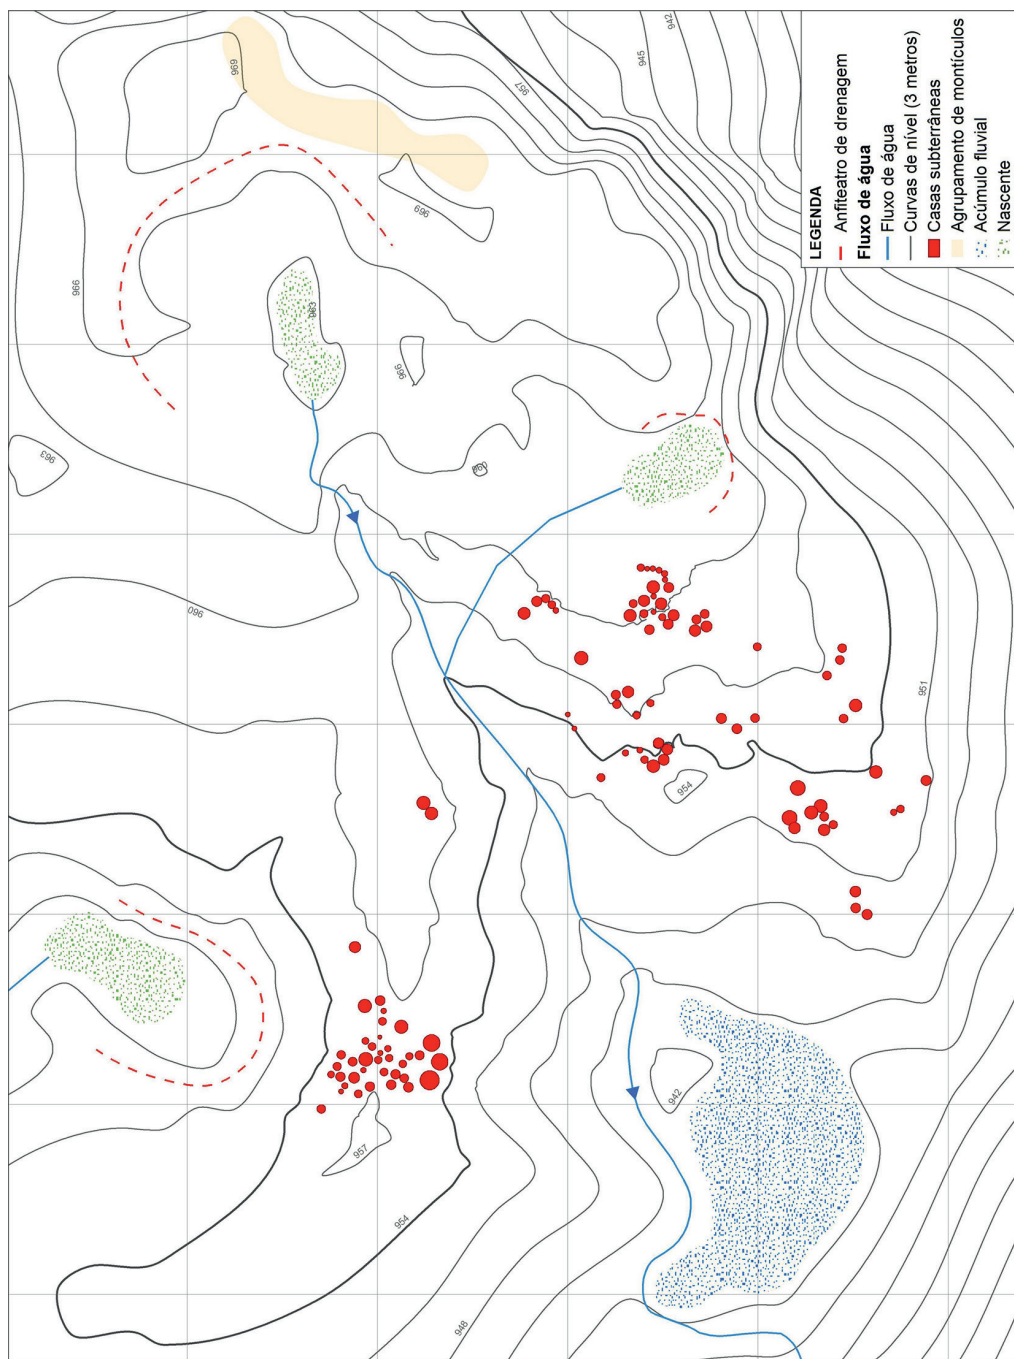 LEGENDA
Anfiteatro de drenagem
Fluxo de água
Fluxo de água
Curvas de nível (3 metros)
Casas subterrâneas
Agrupamento de montículos
Acúmulo fluvial
Nascente
969
942
945
957
966
969
963
966
963
960
960
951
954
942
957
954
948